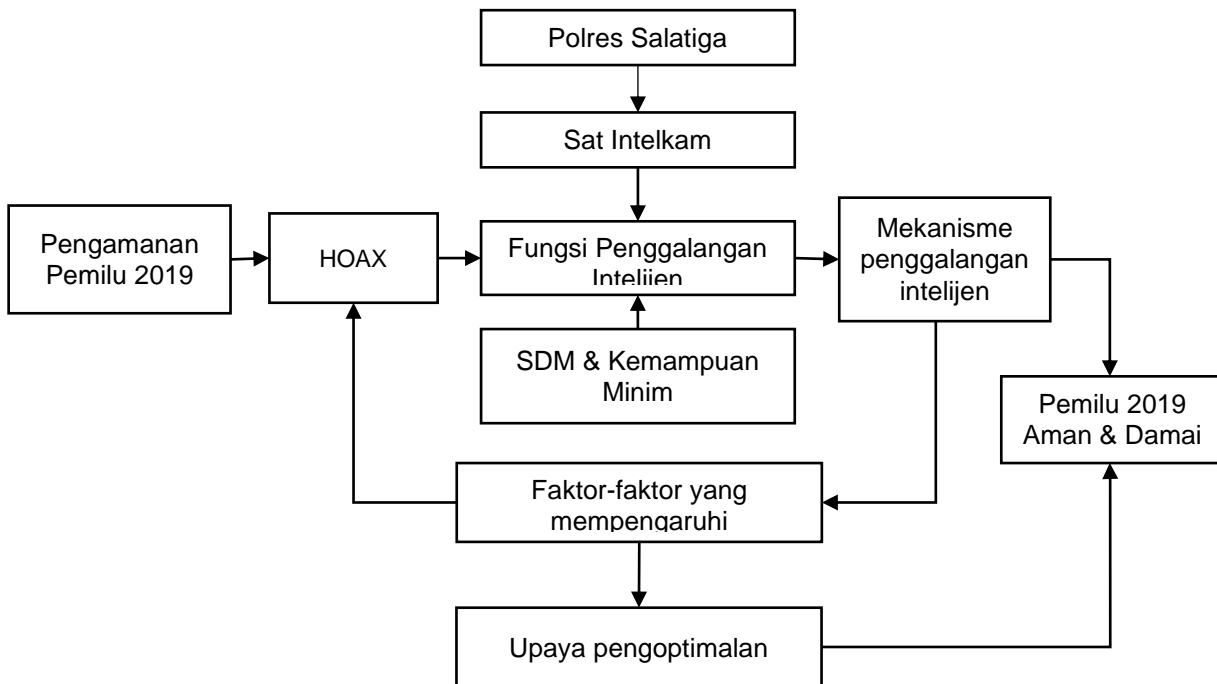 Polres Salatiga
Sat Intelkam
Pengamanan
Pemilu 2019
HOAX
Fungsi Penggalangan
Intelijen
Mekanisme
penggalangan
intelijen
SDM & Kemampuan
Minim
Pemilu 2019
Aman & Damai
Faktor-faktor yang
mempengaruhi
Upaya pengoptimalan